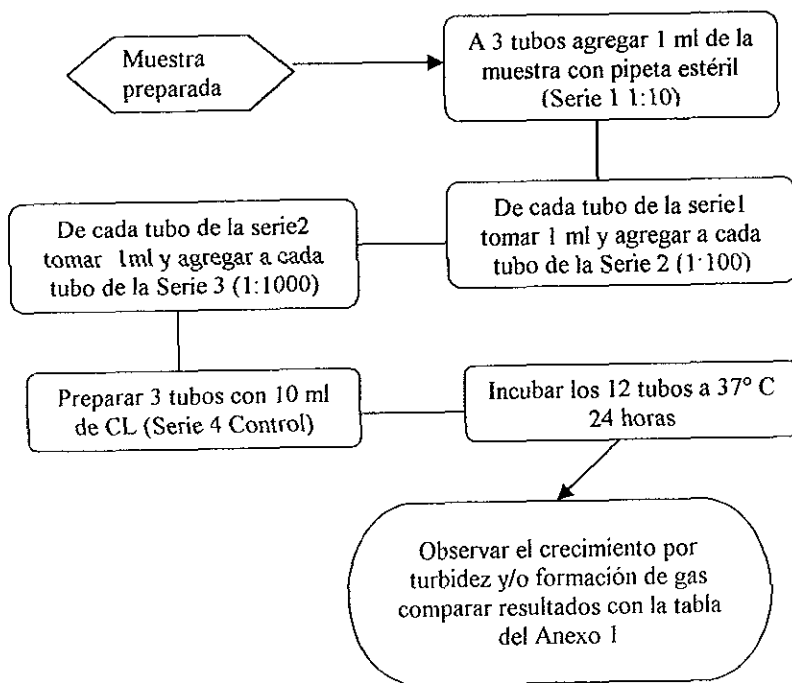 Muestra
preparada
A 3 tubos agregar 1 ml de la
muestra con pipeta estéril
(Serie 1 1:10)
De cada tubo de la serie1
tomar 1 ml y agregar a cada
tubo de la Serie 2 (1:100)
De cada tubo de la serie2
tomar 1ml y agregar a cada
tubo de la Serie 3 (1:1000)
Preparar 3 tubos con 10 ml
de CL (Serie 4 Control)
Incubar los 12 tubos a 37° C
24 horas
Observar el crecimiento por
turbidez y/o formación de gas
comparar resultados con la tabla
del Anexo 1